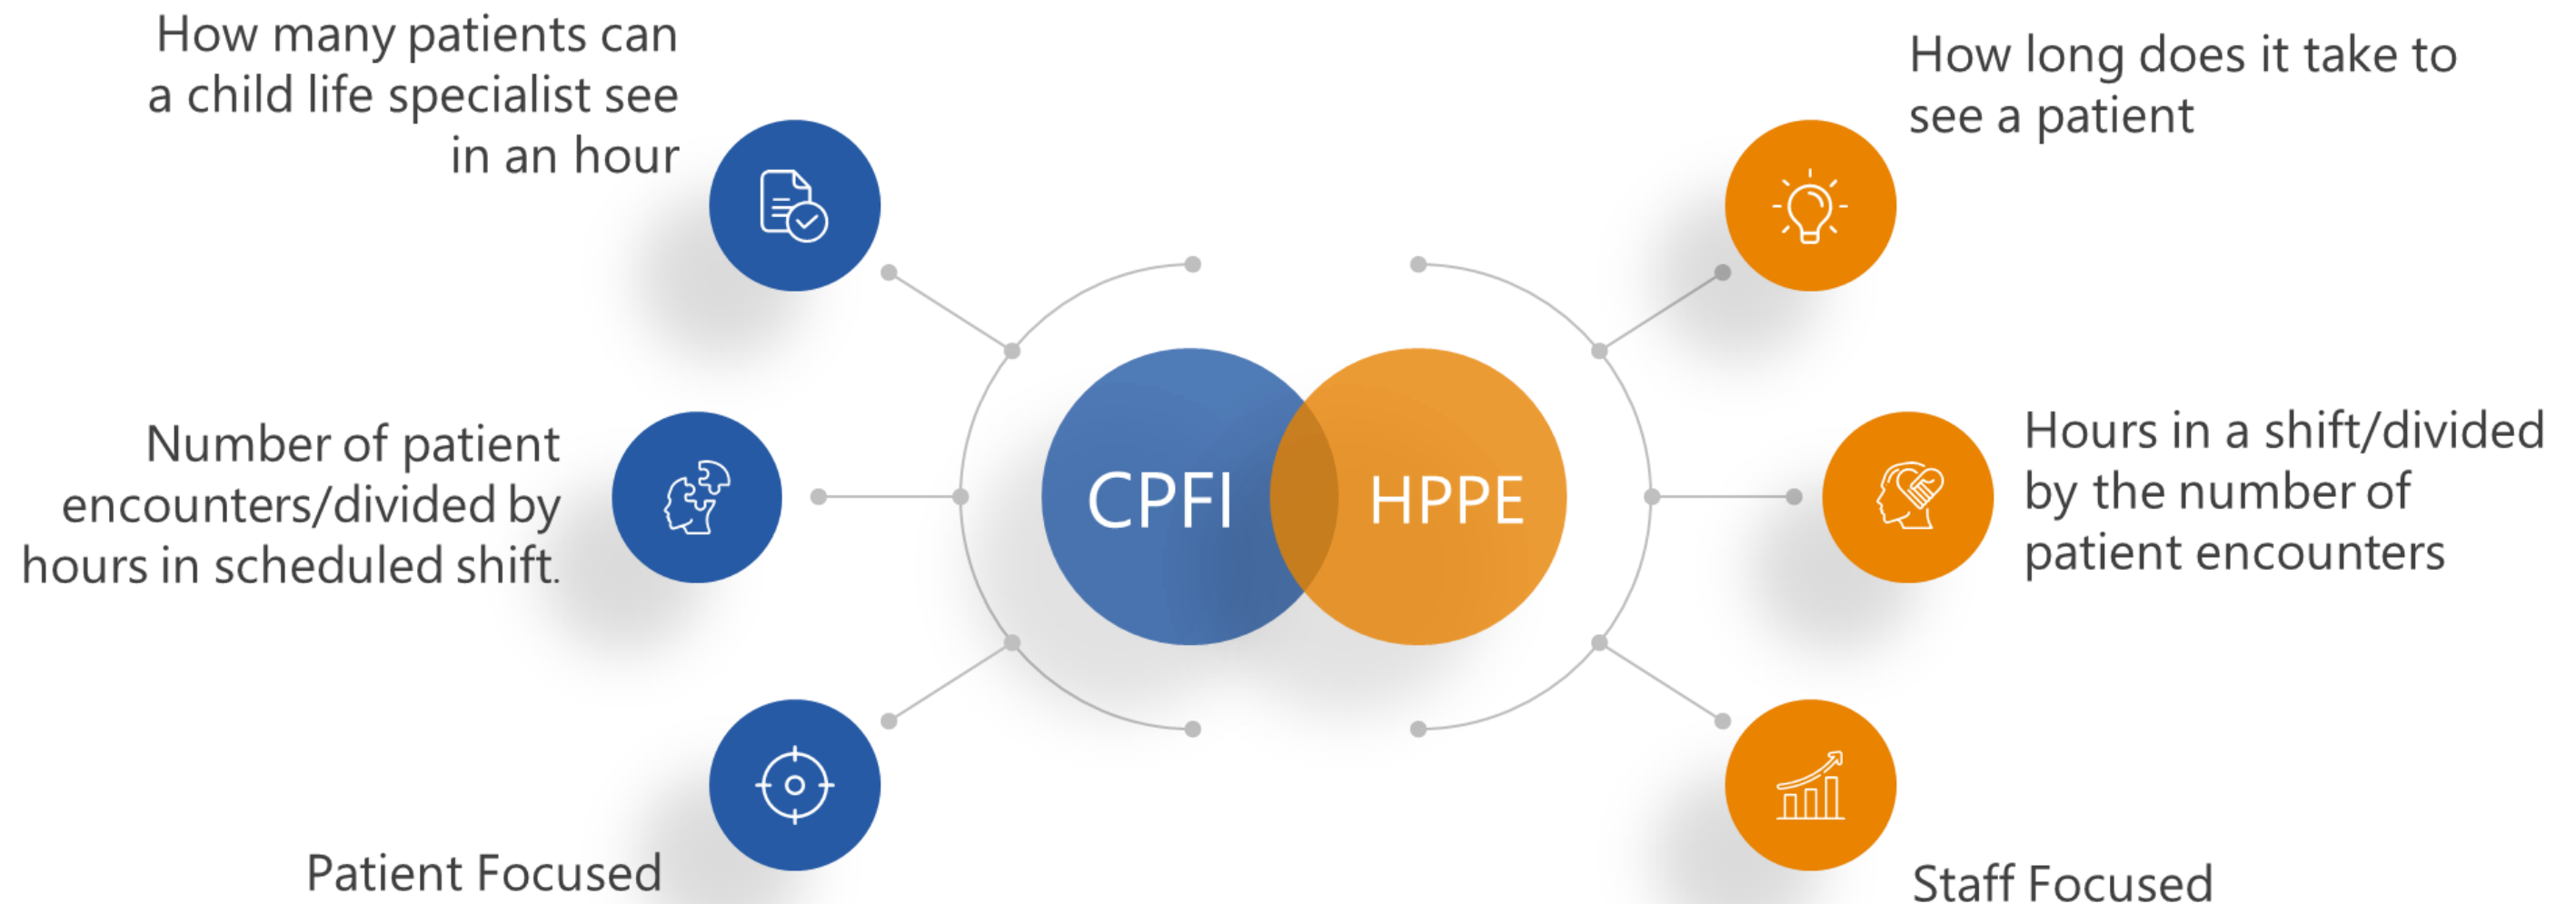 How many patients can
a child life specialist see
in an hour
Number of patient
encounters/divided by
hours in scheduled shift.
Patient Focused
CPFI
HPPE
How long does it take to
see a patient
Hours in a shift/divided
by the number of
patient encounters
Staff Focused